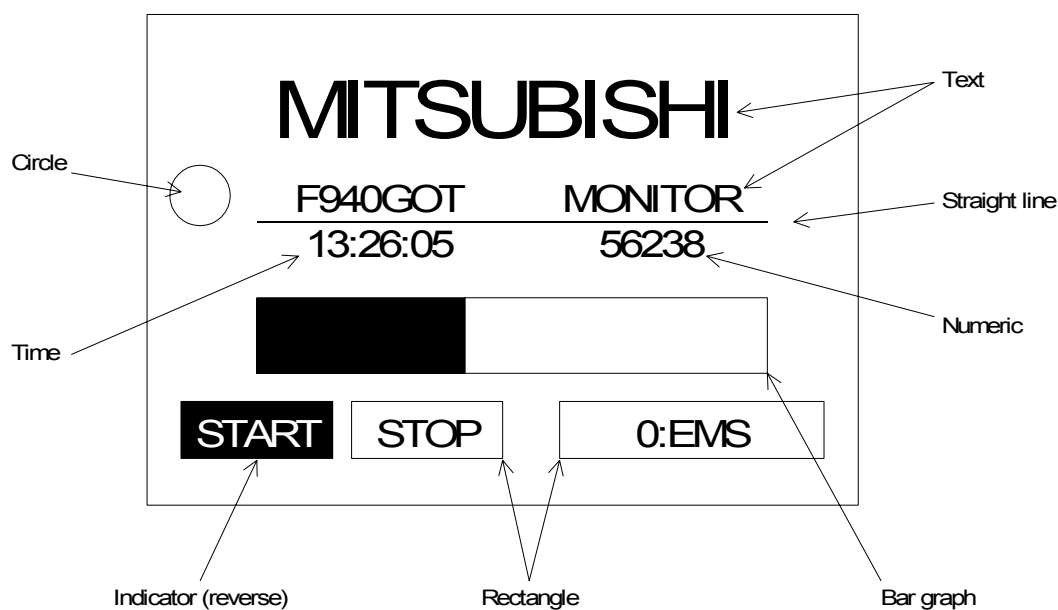 Text
MITSUBISHI
Circle
F940GOT MONITOR
Straight line
13:26:05 56238
Numeric
Time
START STOP 0:EMS
Indicator (reverse) Rectangle Bar graph